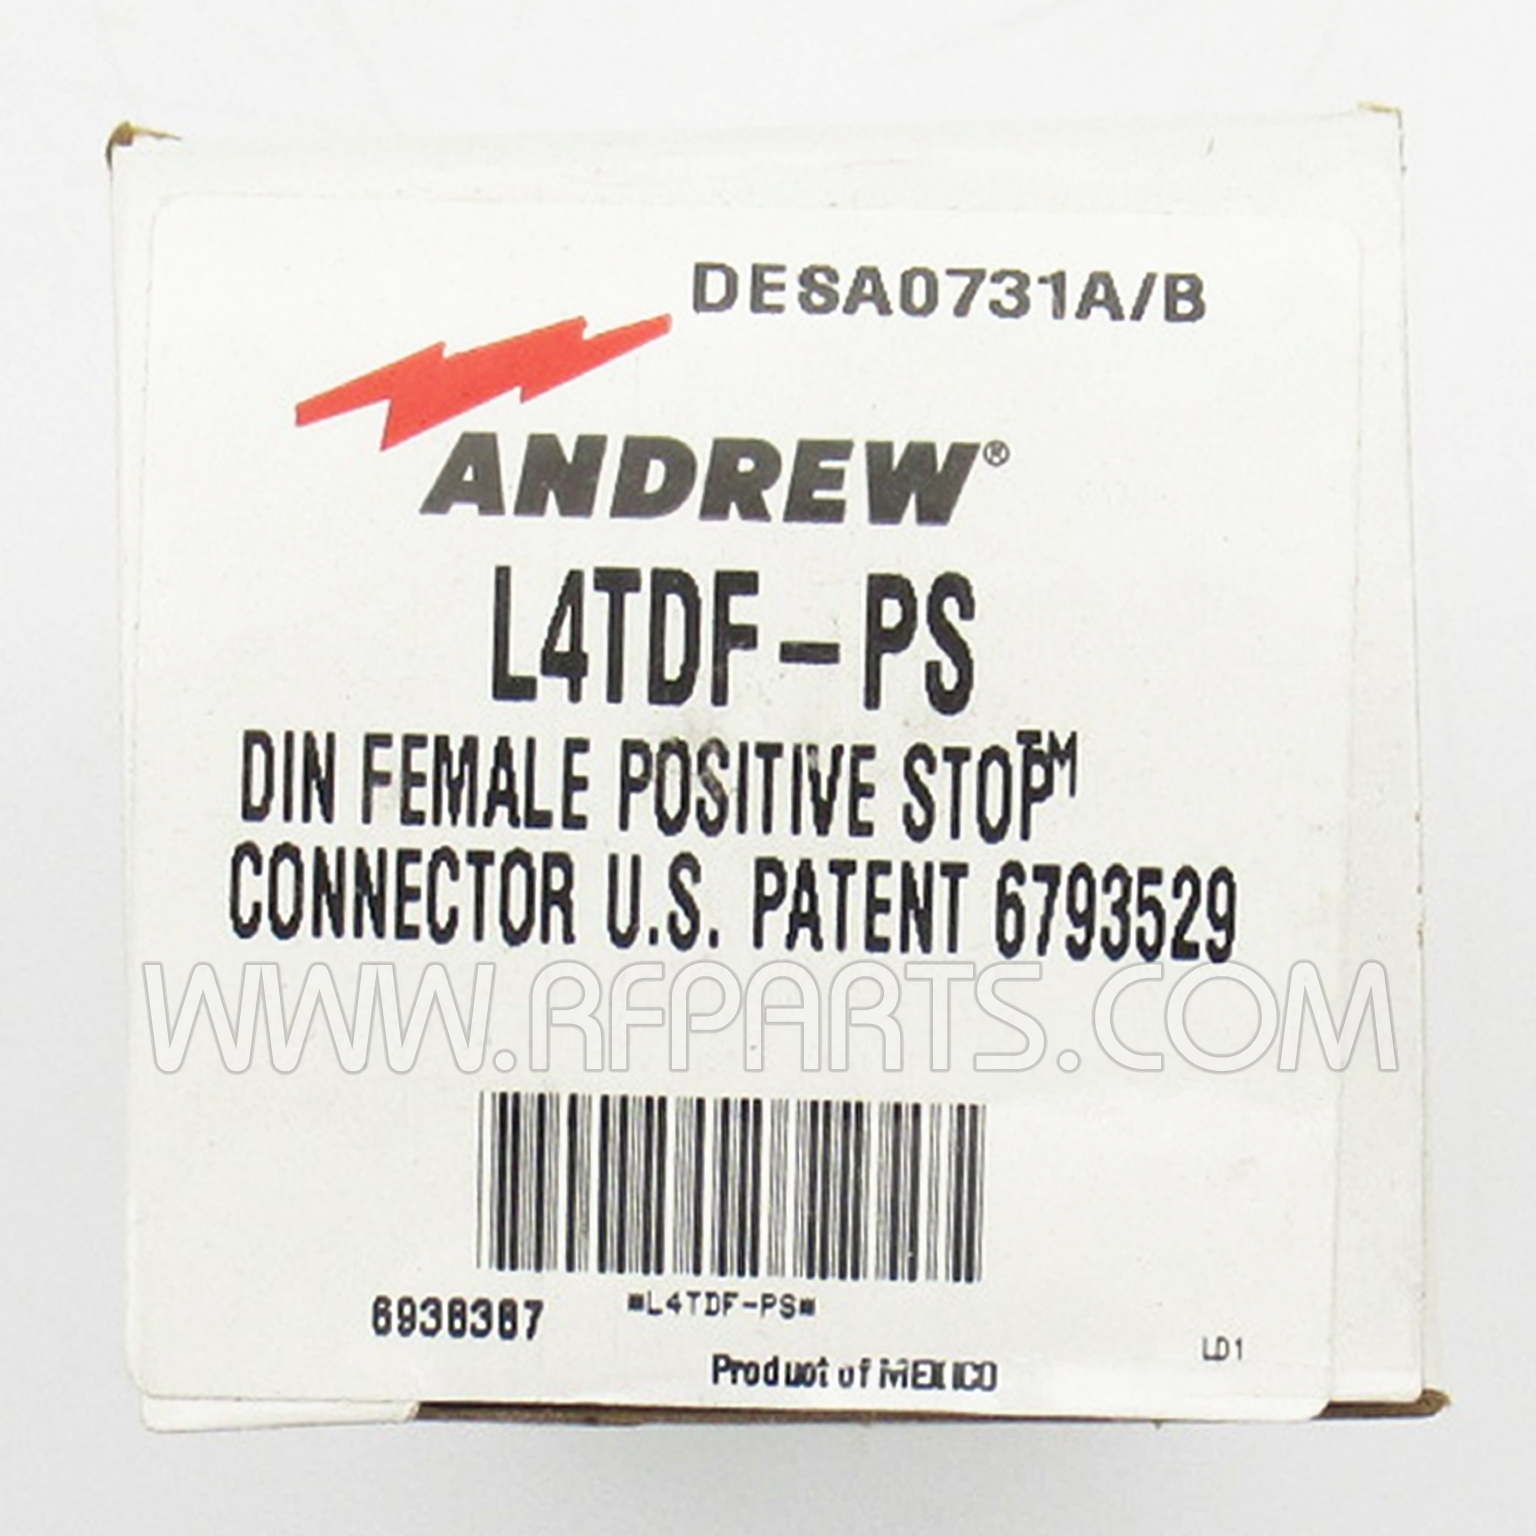 DESA0731A/B
ANDREW®
L4TDF-PS
DIN FEMALE POSITIVE STOP™
CONNECTOR U.S. PATENT 6793529
WWW.RFPARTS.COM
6938387
*L4TDF-PS*
Product of MEXICO
LD1